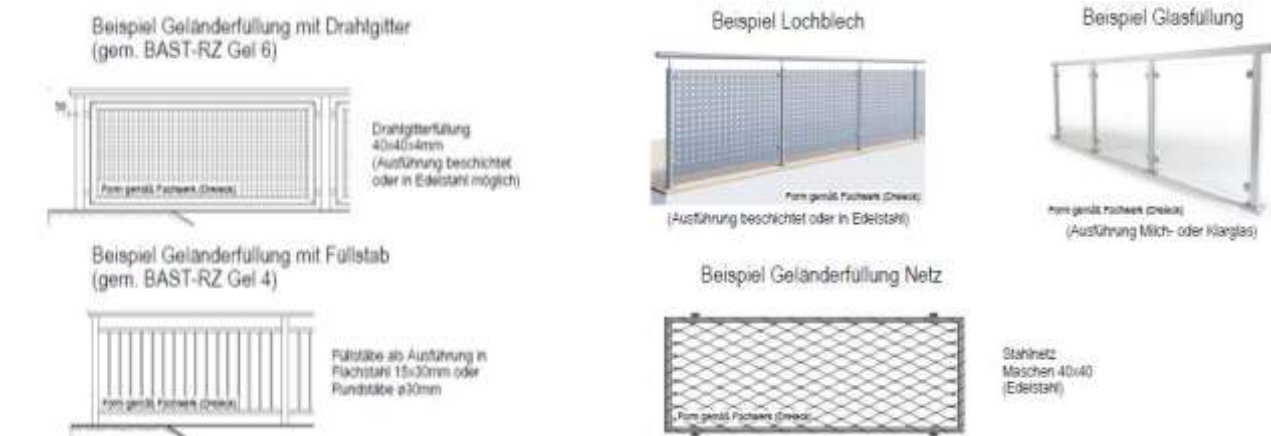 Beispiel Geländerfüllung mit Drahtgitter
(gem. BAST-RZ Gel 6)
50
Drahtgitterfüllung
40x40x4mm
(Ausführung beschichtet
oder in Edelstahl möglich)
Form gemäß Fachwerk (Dreieck)
Beispiel Geländerfüllung mit Füllstab
(gem. BAST-RZ Gel 4)
Füllstäbe als Ausführung in
Flachstahl 15x30mm oder
Rundstäbe ø30mm
Form gemäß Fachwerk (Dreieck)
Beispiel Lochblech
Form gemäß Fachwerk (Dreieck)
(Ausführung beschichtet oder in Edelstahl)
Beispiel Glasfüllung
Form gemäß Fachwerk (Dreieck)
(Ausführung Milch- oder Klarglas)
Beispiel Geländerfüllung Netz
Form gemäß Fachwerk (Dreieck)
Stahlnetz
Maschen 40x40
(Edelstahl)